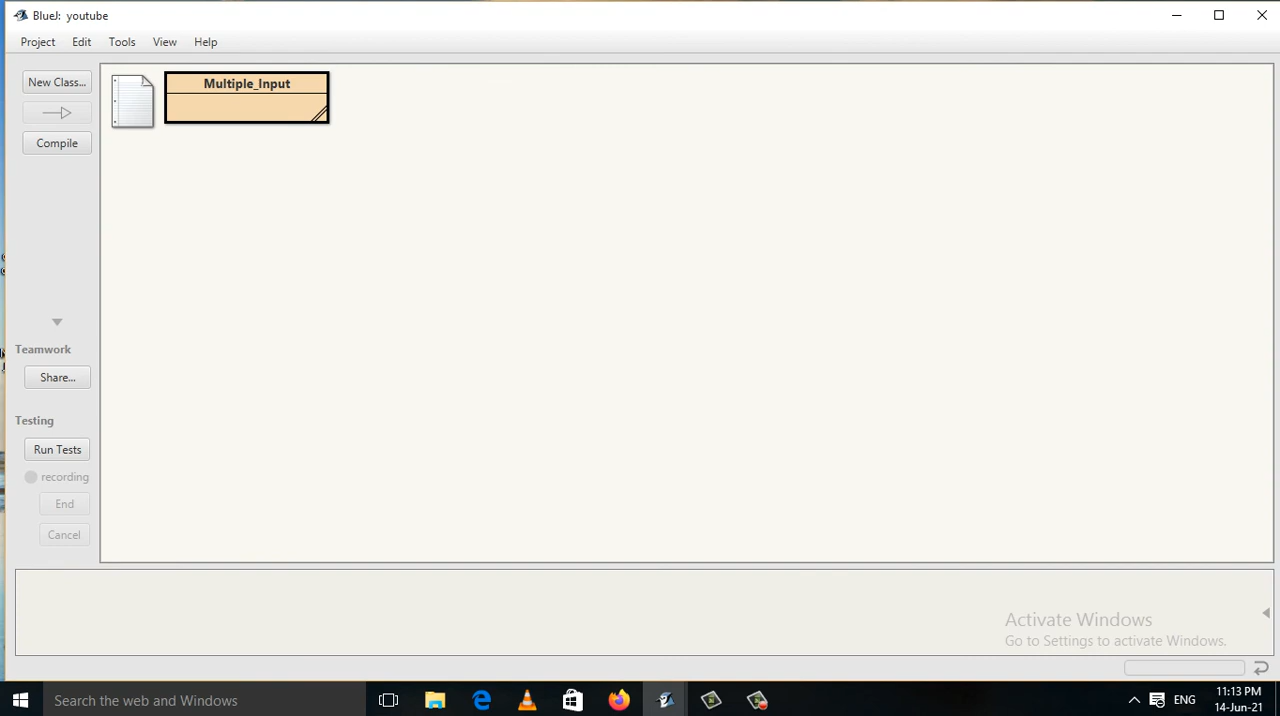 BlueJ: youtube
Project Edit Tools View Help
New Class...
Multiple_Input
Compile
Teamwork
Share...
Testing
Run Tests
recording
End
Cancel
Activate Windows
Go to Settings to activate Windows.
Search the web and Windows
ENG
11:13 PM
14-Jun-21